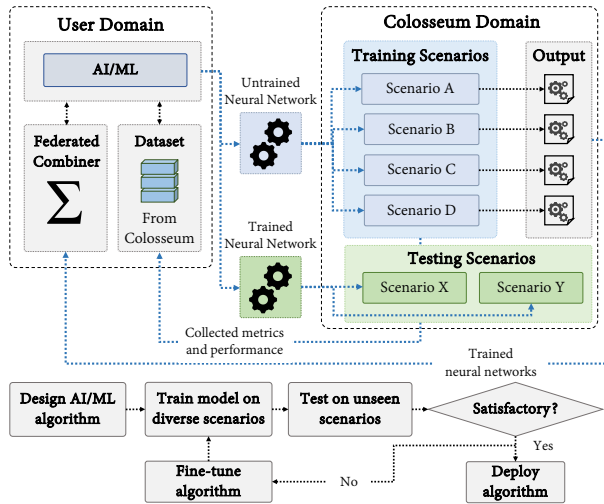 User Domain
AI/ML
Federated
Combiner
Σ
Dataset
From
Colosseum
Untrained
Neural Network
Trained
Neural Network
Colosseum Domain
Training Scenarios
Output
Scenario A
Scenario B
Scenario C
Scenario D
Testing Scenarios
Scenario X
Scenario Y
Collected metrics
and performance
Trained
neural networks
Design AI/ML
algorithm
Train model on
diverse scenarios
Test on unseen
scenarios
Satisfactory?
Yes
No
Fine-tune
algorithm
Deploy
algorithm